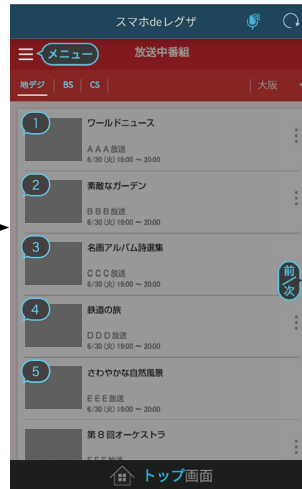 スマホdeレグザ
メニュー 放送中番組
地デジ BS CS 大阪
1
ワールドニュース
AAA放送
6/30 (火) 19:00 ～ 20:00
2
素敵なガーデン
BBB放送
6/30 (火) 19:00 ～ 20:00
3
名画アルバム詩選集
CCC放送
6/30 (火) 19:00 ～ 20:00
前/次
4
鉄道の旅
DDD放送
6/30 (火) 19:00 ～ 20:00
5
さわやかな自然風景
EEE放送
6/30 (火) 19:00 ～ 20:00
第8回オーケストラ
トップ画面